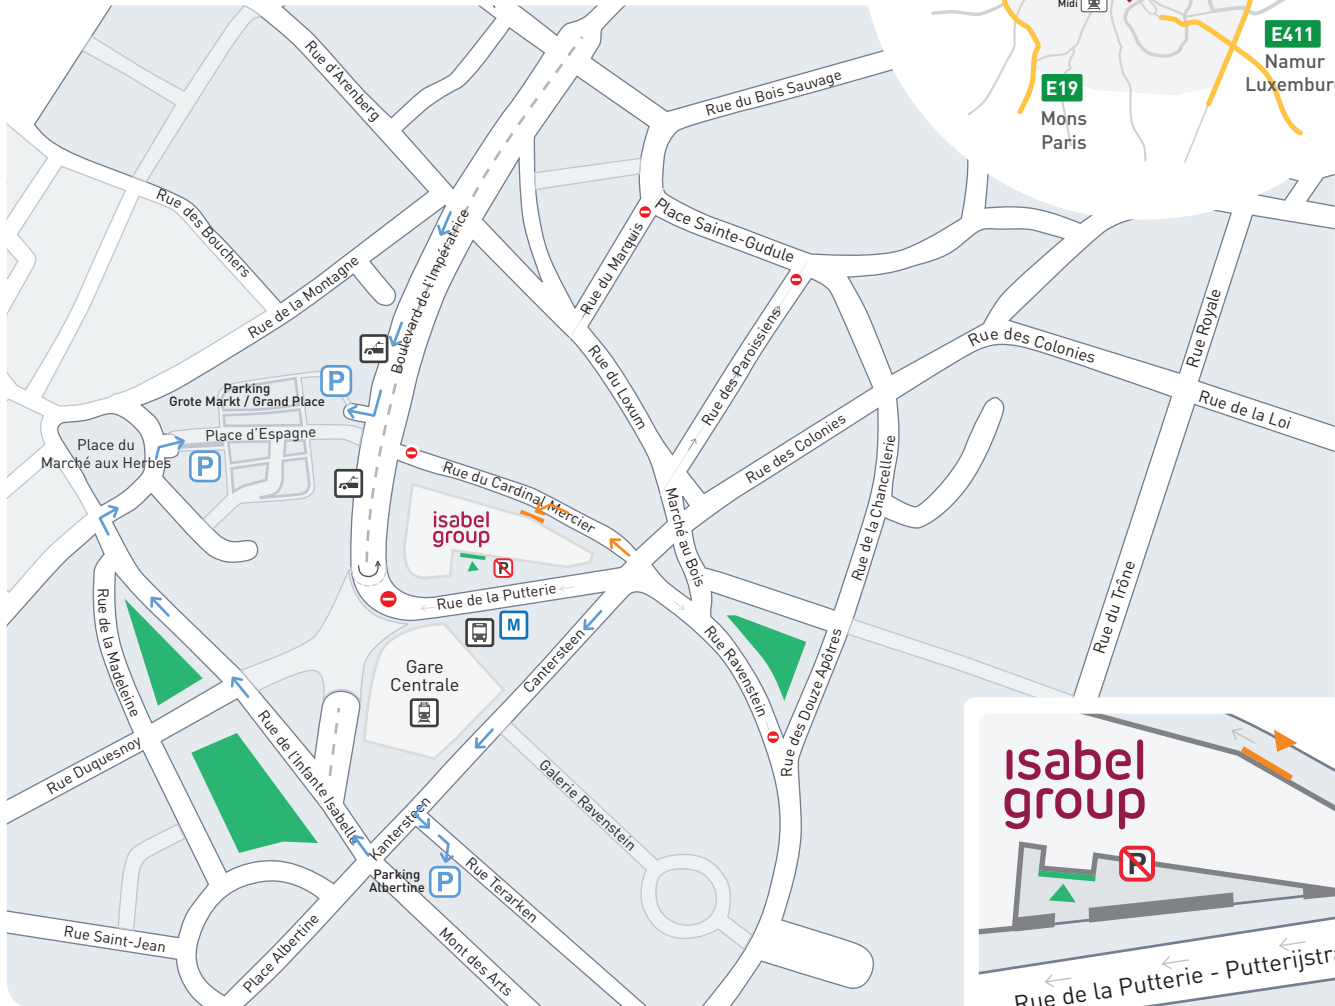 Midi
E411
Namur
Luxembur
E19
Mons
Paris
Rue d'Arenberg
Rue du Bois Sauvage
Rue des Bouchers
Place Sainte-Gudule
Rue du Marquis
Boulevard de l'Impératrice
Rue de la Montagne
Rue Royale
Rue des Colonies
Rue des Paroissiens
Rue du Loxum
P
Parking
Grote Markt / Grand Place
Rue de la Loi
Place d'Espagne
Place du
Marché aux Herbes
P
Rue des Colonies
Rue du Cardinal Mercier
Rue de la Chancellerie
Marché au Bois
isabel
group
P
Rue de la Putterie
M
Rue du Trône
Rue de la Madeleine
Cantersteen
Rue Ravenstein
Rue des Douze Apôtres
Gare
Centrale
Rue Duquesnoy
Rue de l'Infante Isabelle
Galerie Ravenstein
Kantersteen
Parking
Albertine
P
Rue Terarken
Rue Saint-Jean
Place Albertine
Mont des Arts
isabel
group
P
Rue de la Putterie - Putterijstra